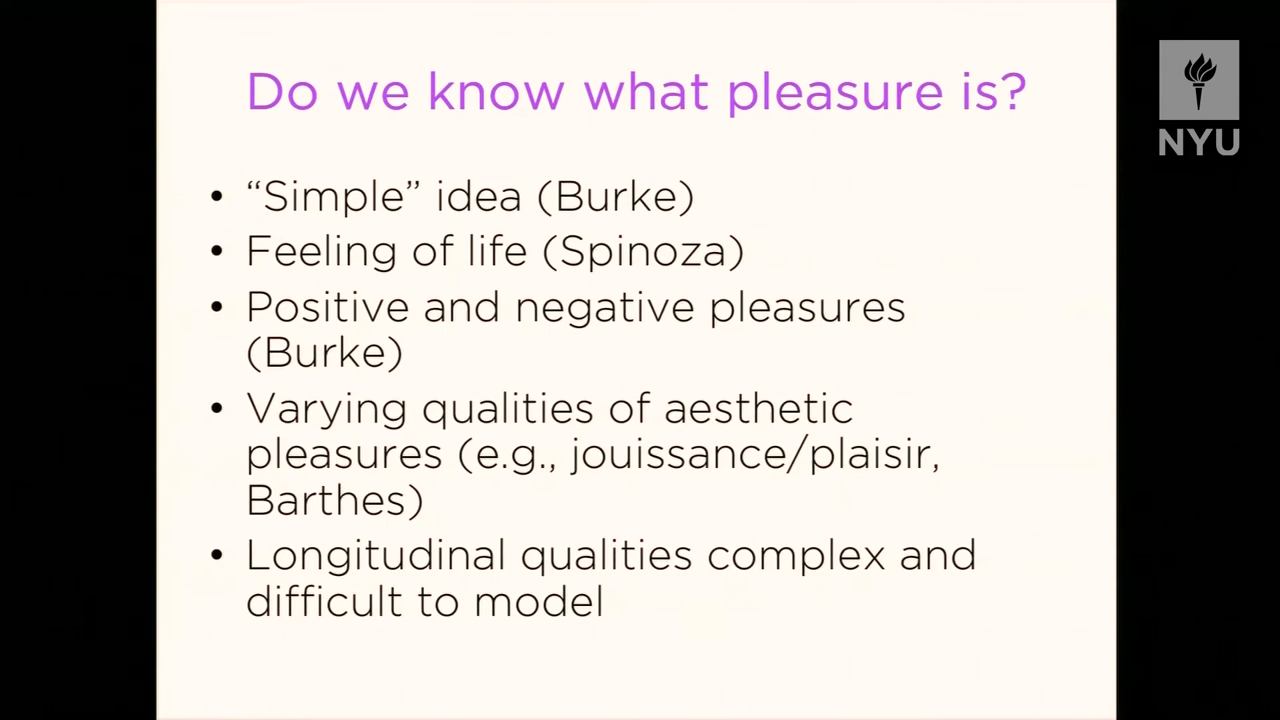 Do we know what pleasure is?
• “Simple” idea (Burke)
• Feeling of life (Spinoza)
• Positive and negative pleasures
(Burke)
• Varying qualities of aesthetic
pleasures (e.g., jouissance/plaisir,
Barthes)
• Longitudinal qualities complex and
difficult to model
NYU